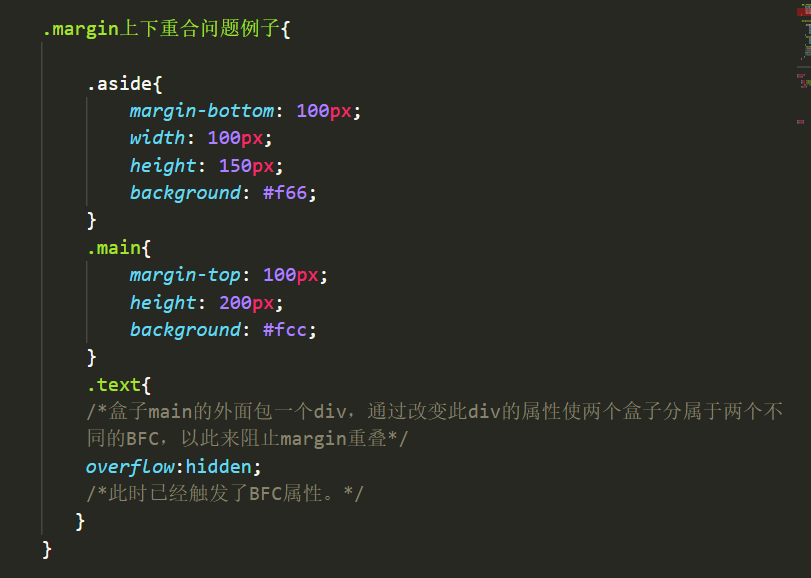 .margin上下重合问题例子{
.aside{
margin-bottom: 100px;
width: 100px;
height: 150px;
background: #f66;
}
.main{
margin-top: 100px;
height: 200px;
background: #fcc;
}
.text{
/*盒子main的外面包一个div，通过改变此div的属性使两个盒子分属于两个不
同的BFC，以此来阻止margin重叠*/
overflow:hidden;
/*此时已经触发了BFC属性。*/
}
}